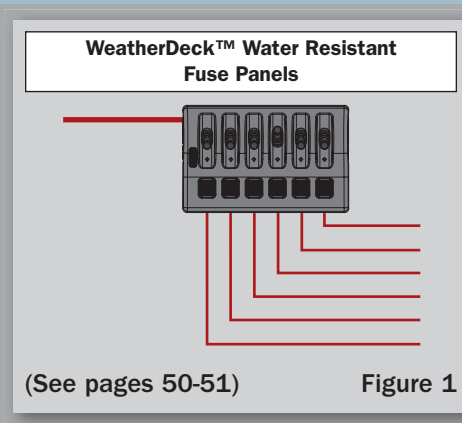 WeatherDeck™ Water Resistant
Fuse Panels
(See pages 50-51)
Figure 1